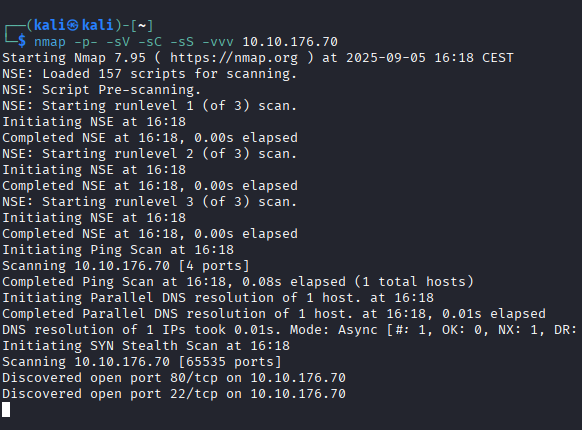 ┌──(kali㉿kali)-[~]
└─$ nmap -p- -sV -sC -sS -vvv 10.10.176.70
Starting Nmap 7.95 ( https://nmap.org ) at 2025-09-05 16:18 CEST
NSE: Loaded 157 scripts for scanning.
NSE: Script Pre-scanning.
NSE: Starting runlevel 1 (of 3) scan.
Initiating NSE at 16:18
Completed NSE at 16:18, 0.00s elapsed
NSE: Starting runlevel 2 (of 3) scan.
Initiating NSE at 16:18
Completed NSE at 16:18, 0.00s elapsed
NSE: Starting runlevel 3 (of 3) scan.
Initiating NSE at 16:18
Completed NSE at 16:18, 0.00s elapsed
Initiating Ping Scan at 16:18
Scanning 10.10.176.70 [4 ports]
Completed Ping Scan at 16:18, 0.08s elapsed (1 total hosts)
Initiating Parallel DNS resolution of 1 host. at 16:18
Completed Parallel DNS resolution of 1 host. at 16:18, 0.01s elapsed
DNS resolution of 1 IPs took 0.01s. Mode: Async [#: 1, OK: 0, NX: 1, DR:
Initiating SYN Stealth Scan at 16:18
Scanning 10.10.176.70 [65535 ports]
Discovered open port 80/tcp on 10.10.176.70
Discovered open port 22/tcp on 10.10.176.70